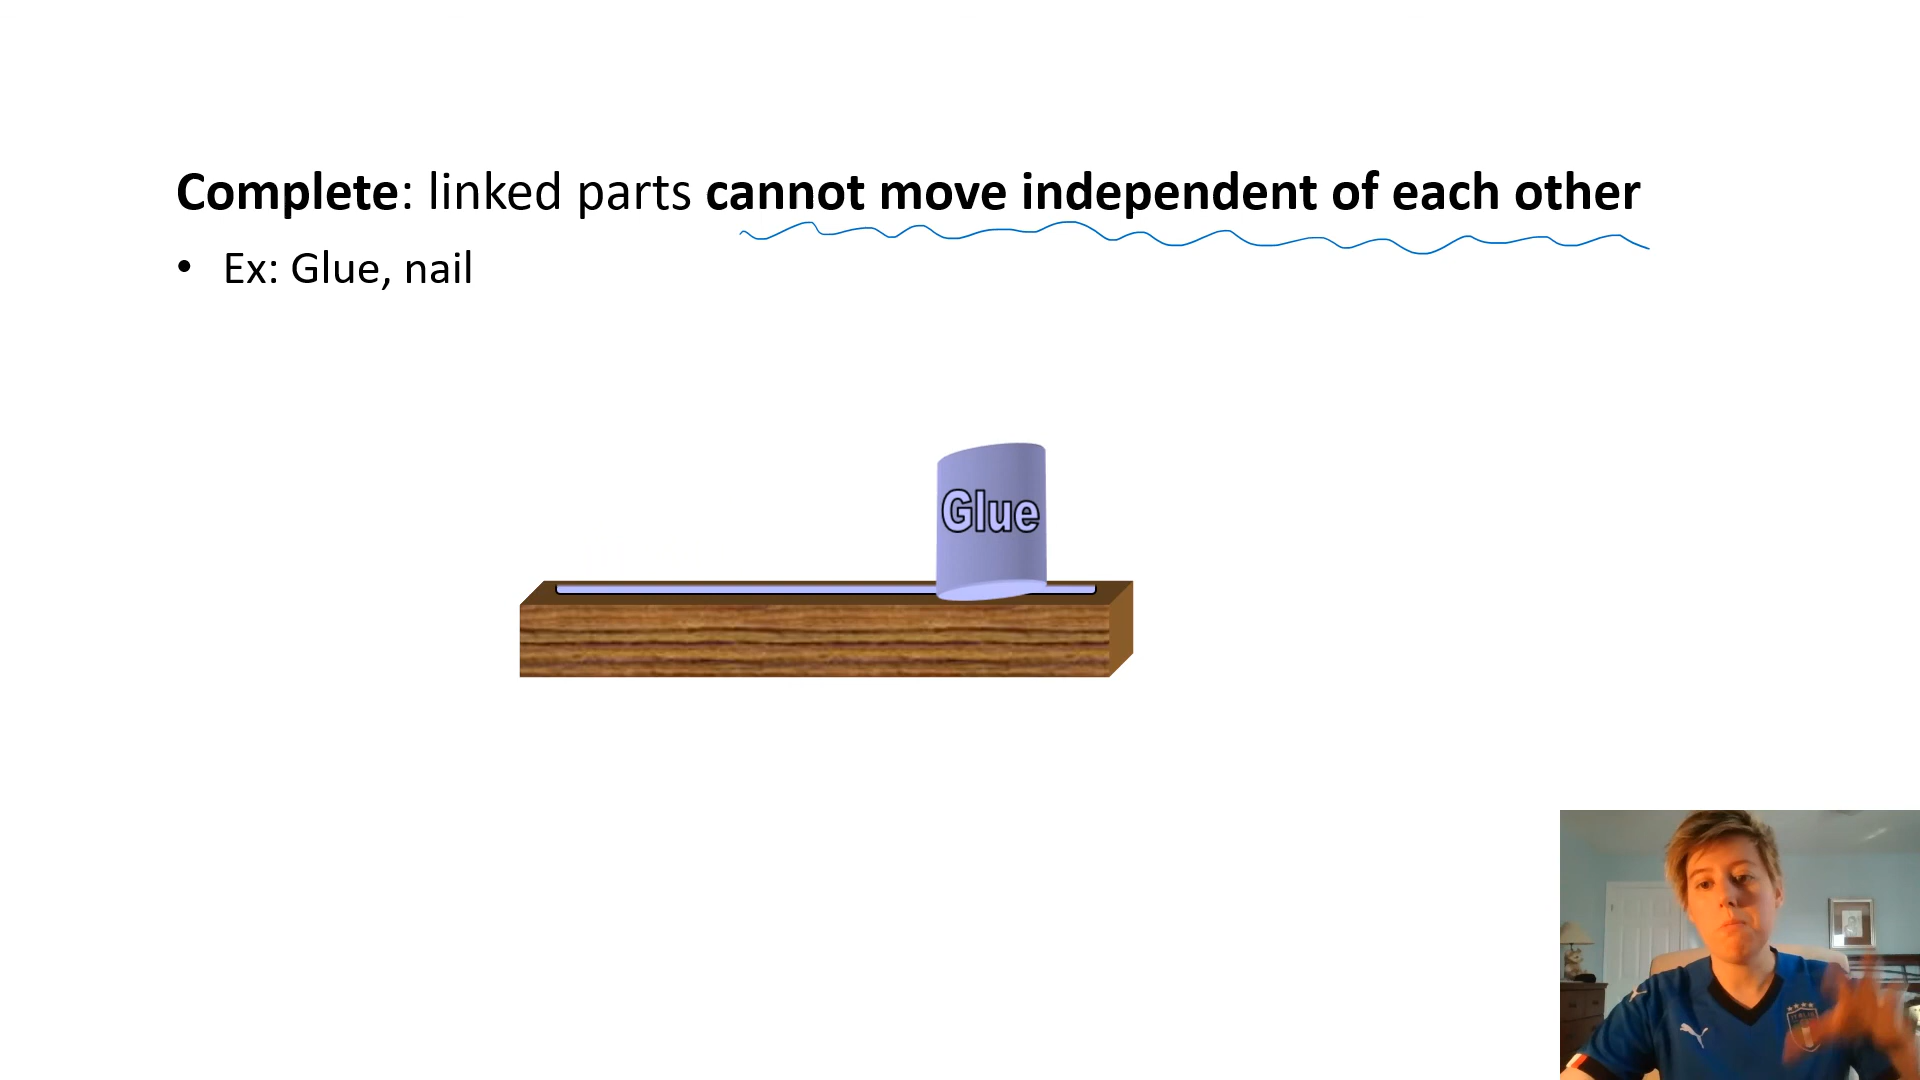 Complete: linked parts cannot move independent of each other
• Ex: Glue, nail
Glue